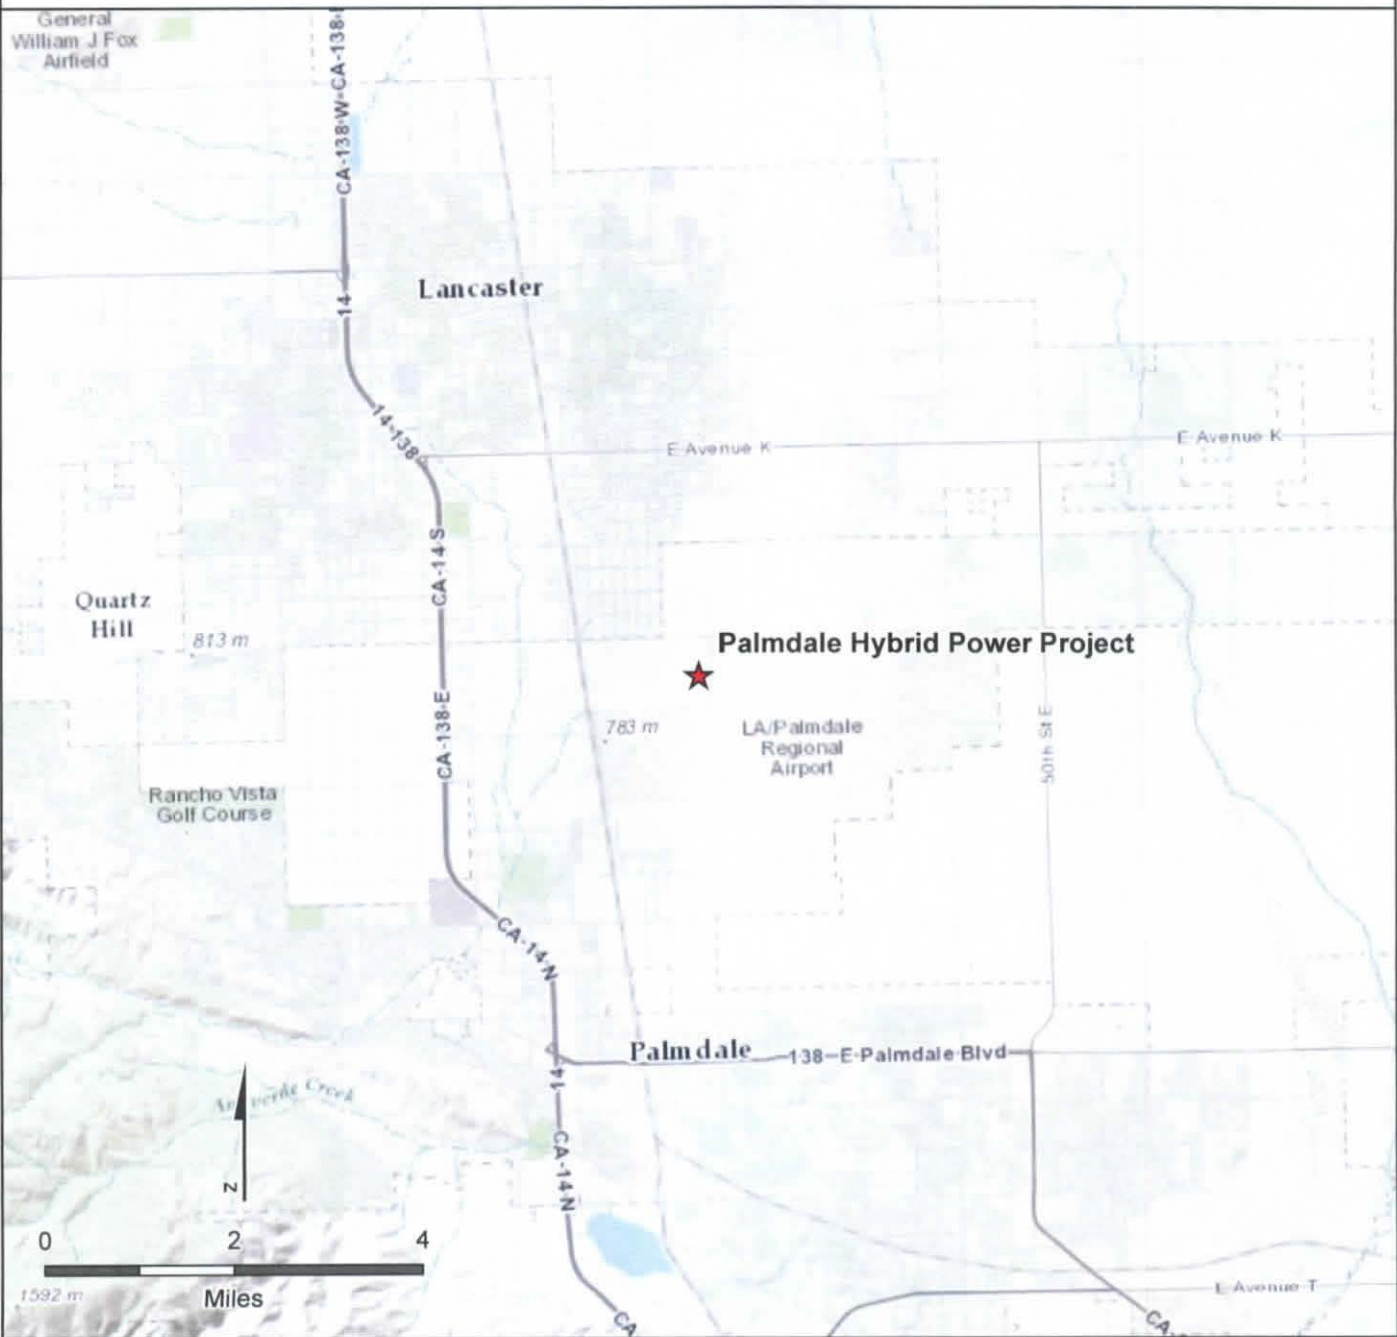 General
William J Fox
Airfield
CA-138-W-CA-138-
Lancaster
14
14-138
E Avenue K
E Avenue K
CA-14-S
Quartz
Hill
813 m
Palmdale Hybrid Power Project
CA-138-E
783 m
LA/Palmdale
Regional
Airport
50th St E
Rancho Vista
Golf Course
CA-14-N
Palmdale
138-E-Palmdale Blvd
14
Creek
CA-14-N
N
0 2 4
Miles
1592 m
E Avenue T
CA
CA-